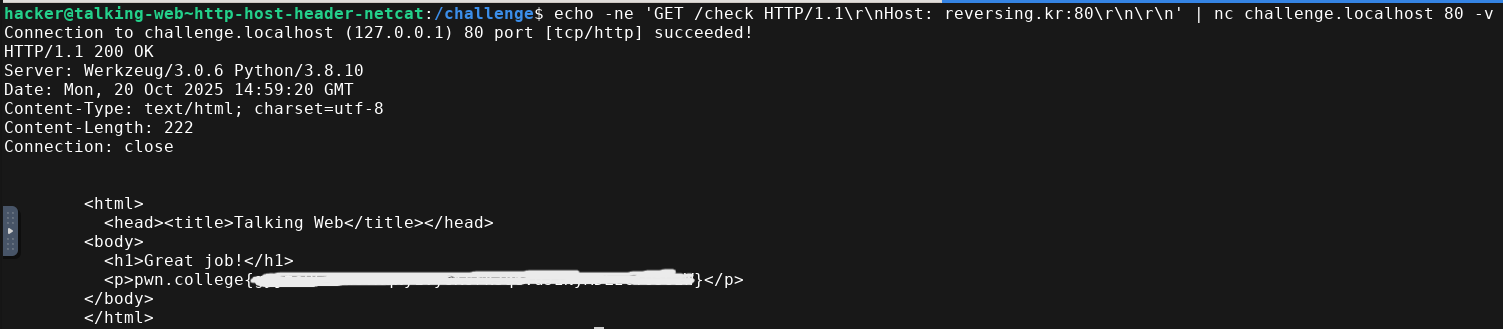 hacker@talking-web~http-host-header-netcat:/challenge$ echo -ne 'GET /check HTTP/1.1\r\nHost: reversing.kr:80\r\n\r\n' | nc challenge.localhost 80 -v
Connection to challenge.localhost (127.0.0.1) 80 port [tcp/http] succeeded!
HTTP/1.1 200 OK
Server: Werkzeug/3.0.6 Python/3.8.10
Date: Mon, 20 Oct 2025 14:59:20 GMT
Content-Type: text/html; charset=utf-8
Content-Length: 222
Connection: close
<html>
<head><title>Talking Web</title></head>
<body>
<h1>Great job!</h1>
<p>pwn.college{}</p>
</body>
</html>